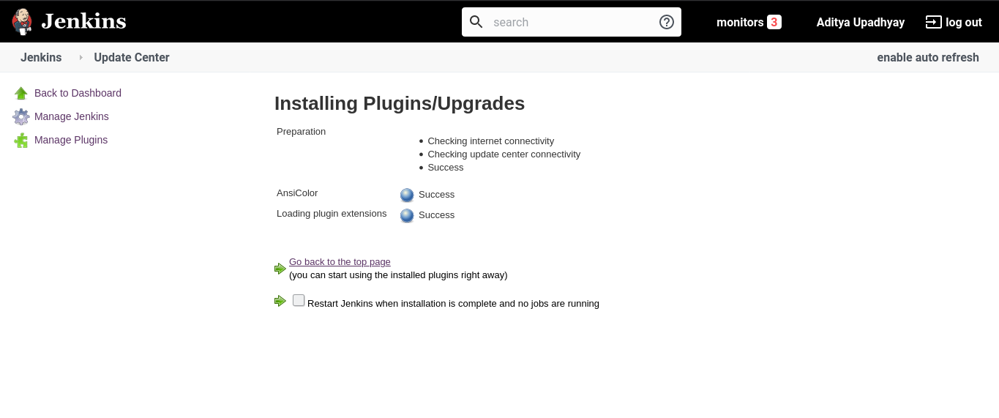 Jenkins
search
monitors 3
Aditya Upadhyay
log out
Jenkins
Update Center
enable auto refresh
Back to Dashboard
Manage Jenkins
Manage Plugins
Installing Plugins/Upgrades
Preparation
Checking internet connectivity
Checking update center connectivity
Success
AnsiColor
Success
Loading plugin extensions
Success
Go back to the top page
(you can start using the installed plugins right away)
Restart Jenkins when installation is complete and no jobs are running